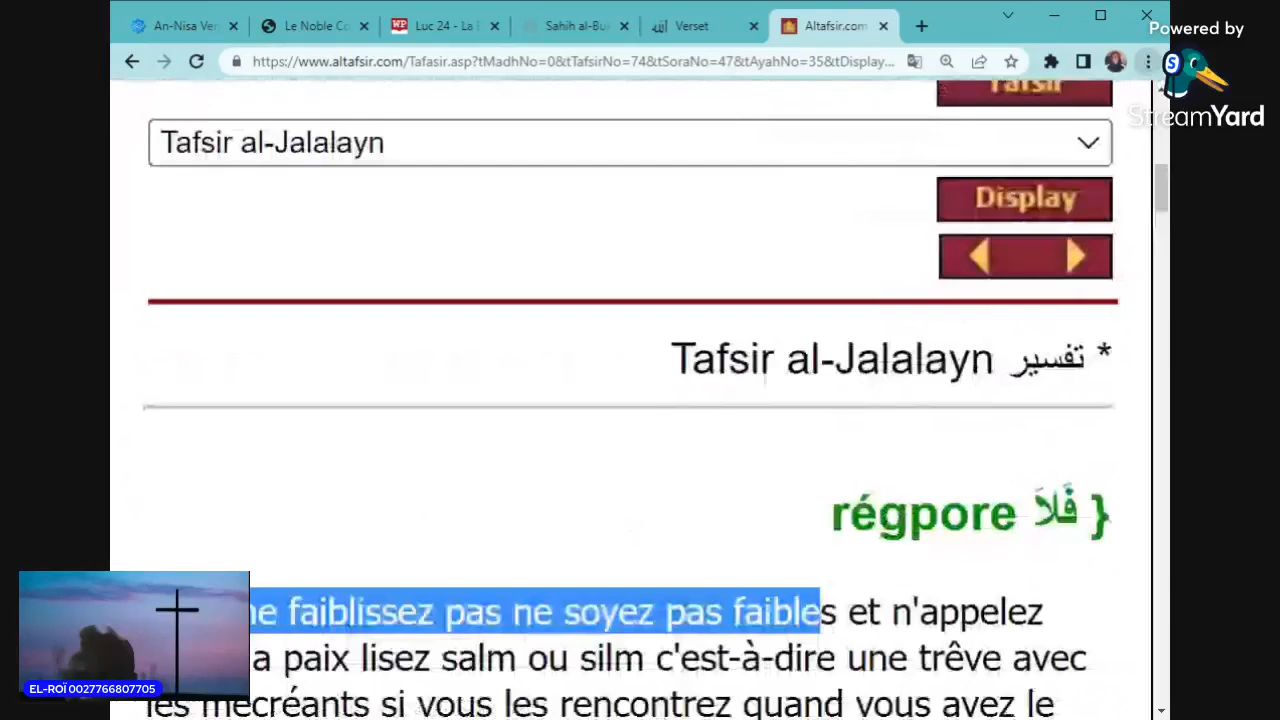 An-Nisa Ver
Le Noble Co
Luc 24 - La B
Sahih al-Bu
Verset
Altafsir.com
Powered by
StreamYard
https://www.altafsir.com/Tafasir.asp?tMadhNo=0&tTafsirNo=74&tSoraNo=47&tAyahNo=35&tDisplay...
Tafsir
Tafsir al-Jalalayn
Display
Tafsir al-Jalalayn تفسير *
régpore فَلاَ {
ne faiblissez pas ne soyez pas faibles et n'appelez
a paix lisez salm ou silm c'est-à-dire une trêve avec
les mécréants si vous les rencontrez quand vous avez le
EL-ROÏ 0027766807705